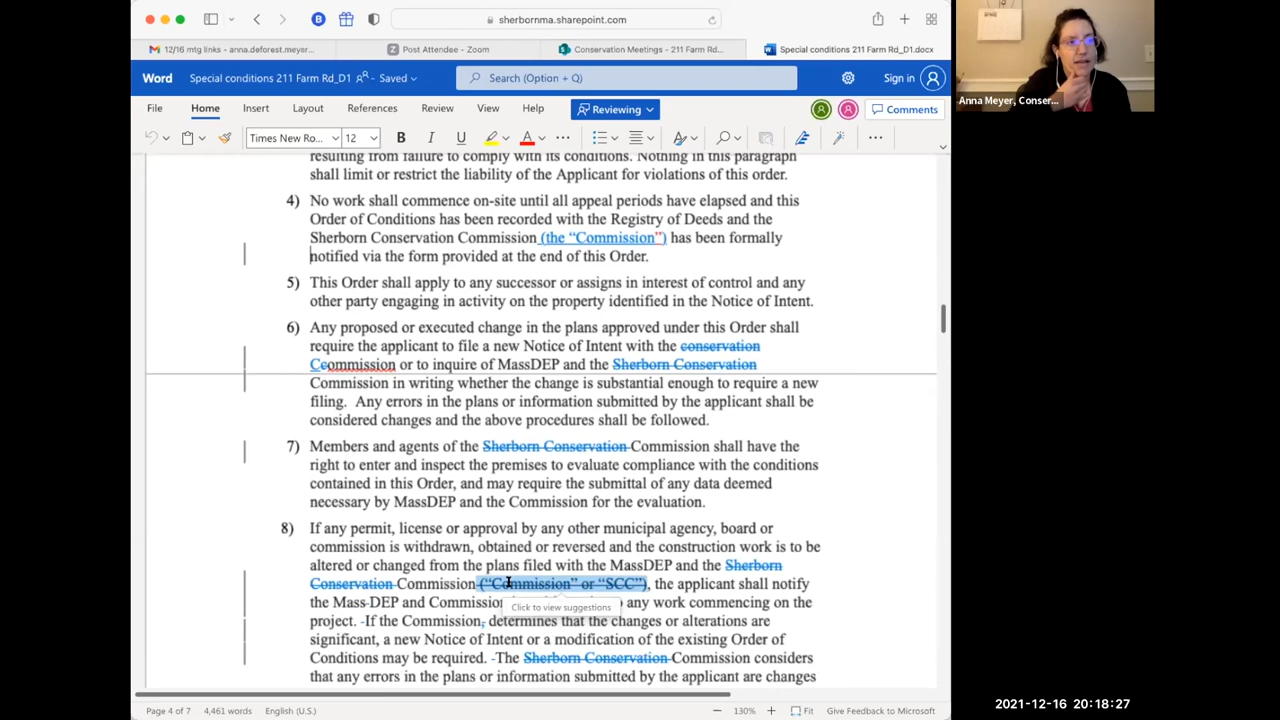 sherbornma.sharepoint.com
12/16 mtg links - anna.deforest.meyer...
Post Attendee - Zoom
Conservation Meetings - 211 Farm Rd...
Special conditions 211 Farm Rd_D1.docx
Word
Special conditions 211 Farm Rd_D1 - Saved
Search (Option + Q)
Sign in
File Home Insert Layout References Review View Help Reviewing Comments
Times New Ro... 12 B I U A
resulting from failure to comply with its conditions. Nothing in this paragraph
shall limit or restrict the liability of the Applicant for violations of this order.
4) No work shall commence on-site until all appeal periods have elapsed and this
Order of Conditions has been recorded with the Registry of Deeds and the
Sherborn Conservation Commission (the “Commission”) has been formally
notified via the form provided at the end of this Order.
5) This Order shall apply to any successor or assigns in interest of control and any
other party engaging in activity on the property identified in the Notice of Intent.
6) Any proposed or executed change in the plans approved under this Order shall
require the applicant to file a new Notice of Intent with the conservation
Ccommission or to inquire of MassDEP and the Sherborn Conservation
Commission in writing whether the change is substantial enough to require a new
filing. Any errors in the plans or information submitted by the applicant shall be
considered changes and the above procedures shall be followed.
7) Members and agents of the Sherborn Conservation Commission shall have the
right to enter and inspect the premises to evaluate compliance with the conditions
contained in this Order, and may require the submittal of any data deemed
necessary by MassDEP and the Commission for the evaluation.
8) If any permit, license or approval by any other municipal agency, board or
commission is withdrawn, obtained or reversed and the construction work is to be
altered or changed from the plans filed with the MassDEP and the Sherborn
Conservation Commission (“Commission” or “SCC”), the applicant shall notify
the Mass-DEP and Commission any work commencing on the
Click to view suggestions
project. -If the Commission, determines that the changes or alterations are
significant, a new Notice of Intent or a modification of the existing Order of
Conditions may be required. -The Sherborn Conservation Commission considers
that any errors in the plans or information submitted by the applicant are changes
Page 4 of 7 4,461 words English (U.S.) 130% Fit Give Feedback to Microsoft
Anna Meyer, Conser...
2021-12-16 20:18:27